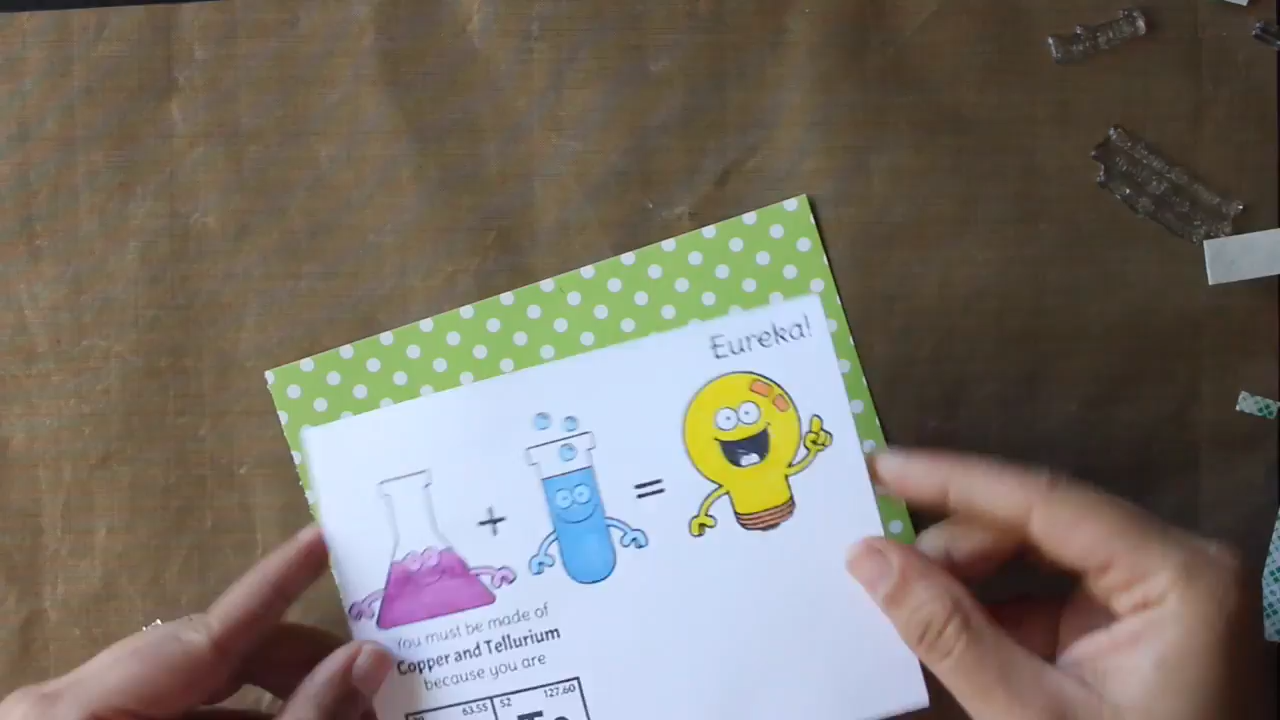 Eureka!
+ =
You must be made of
Copper and Tellurium
because you are
63.55 52 127.60